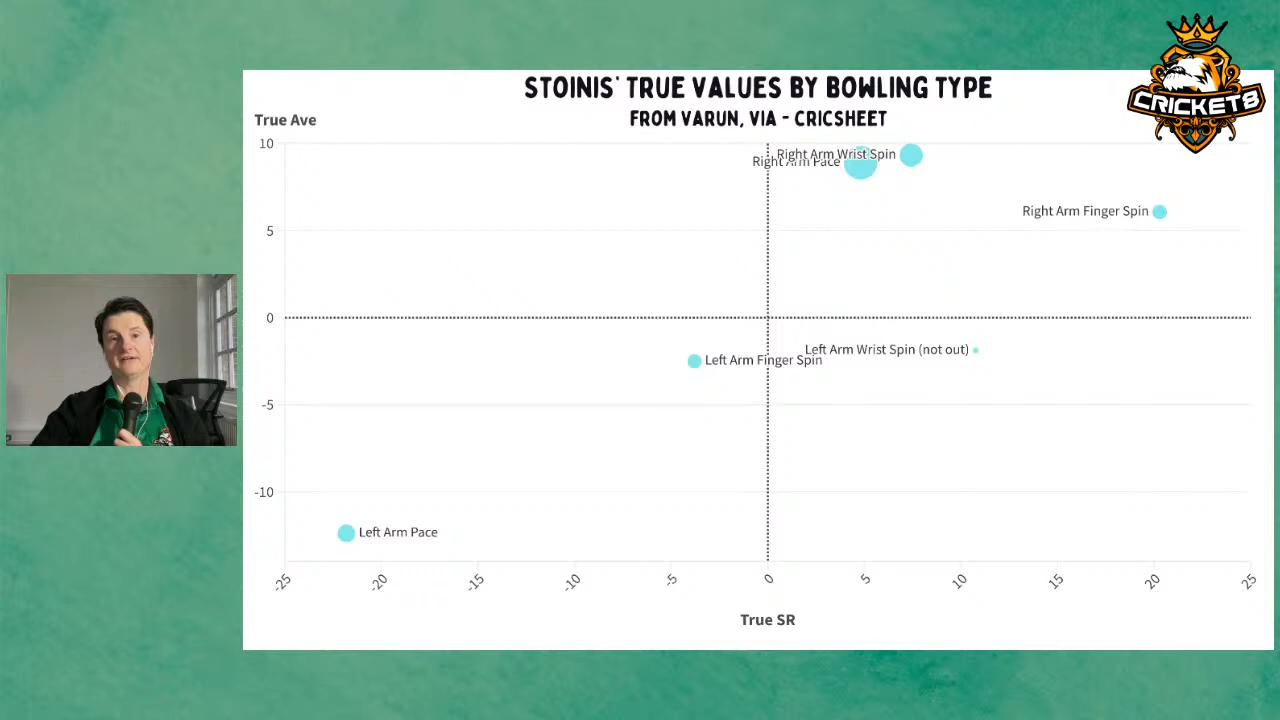 STOINIS' TRUE VALUES BY BOWLING TYPE
FROM VARUN, VIA - CRICSHEET
CRICKET8
True Ave
10
Right Arm Wrist Spin
Right Arm Pace
Right Arm Finger Spin
5
0
Left Arm Wrist Spin (not out)
Left Arm Finger Spin
-5
-10
Left Arm Pace
-25
-20
-15
-10
-5
0
5
10
15
20
25
True SR